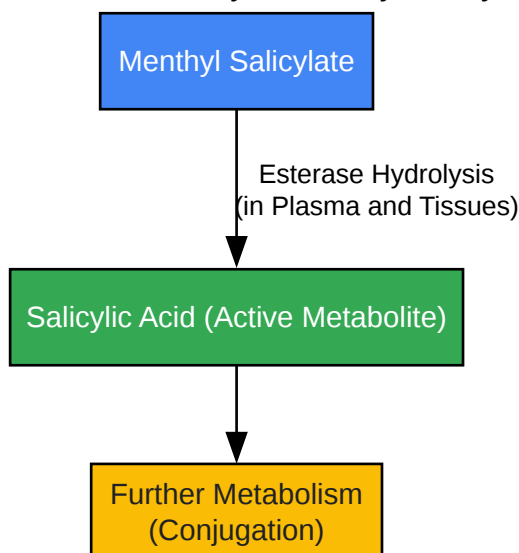 Menthyl Salicylate
Esterase Hydrolysis
(in Plasma and Tissues)
Salicylic Acid (Active Metabolite)
Further Metabolism
(Conjugation)